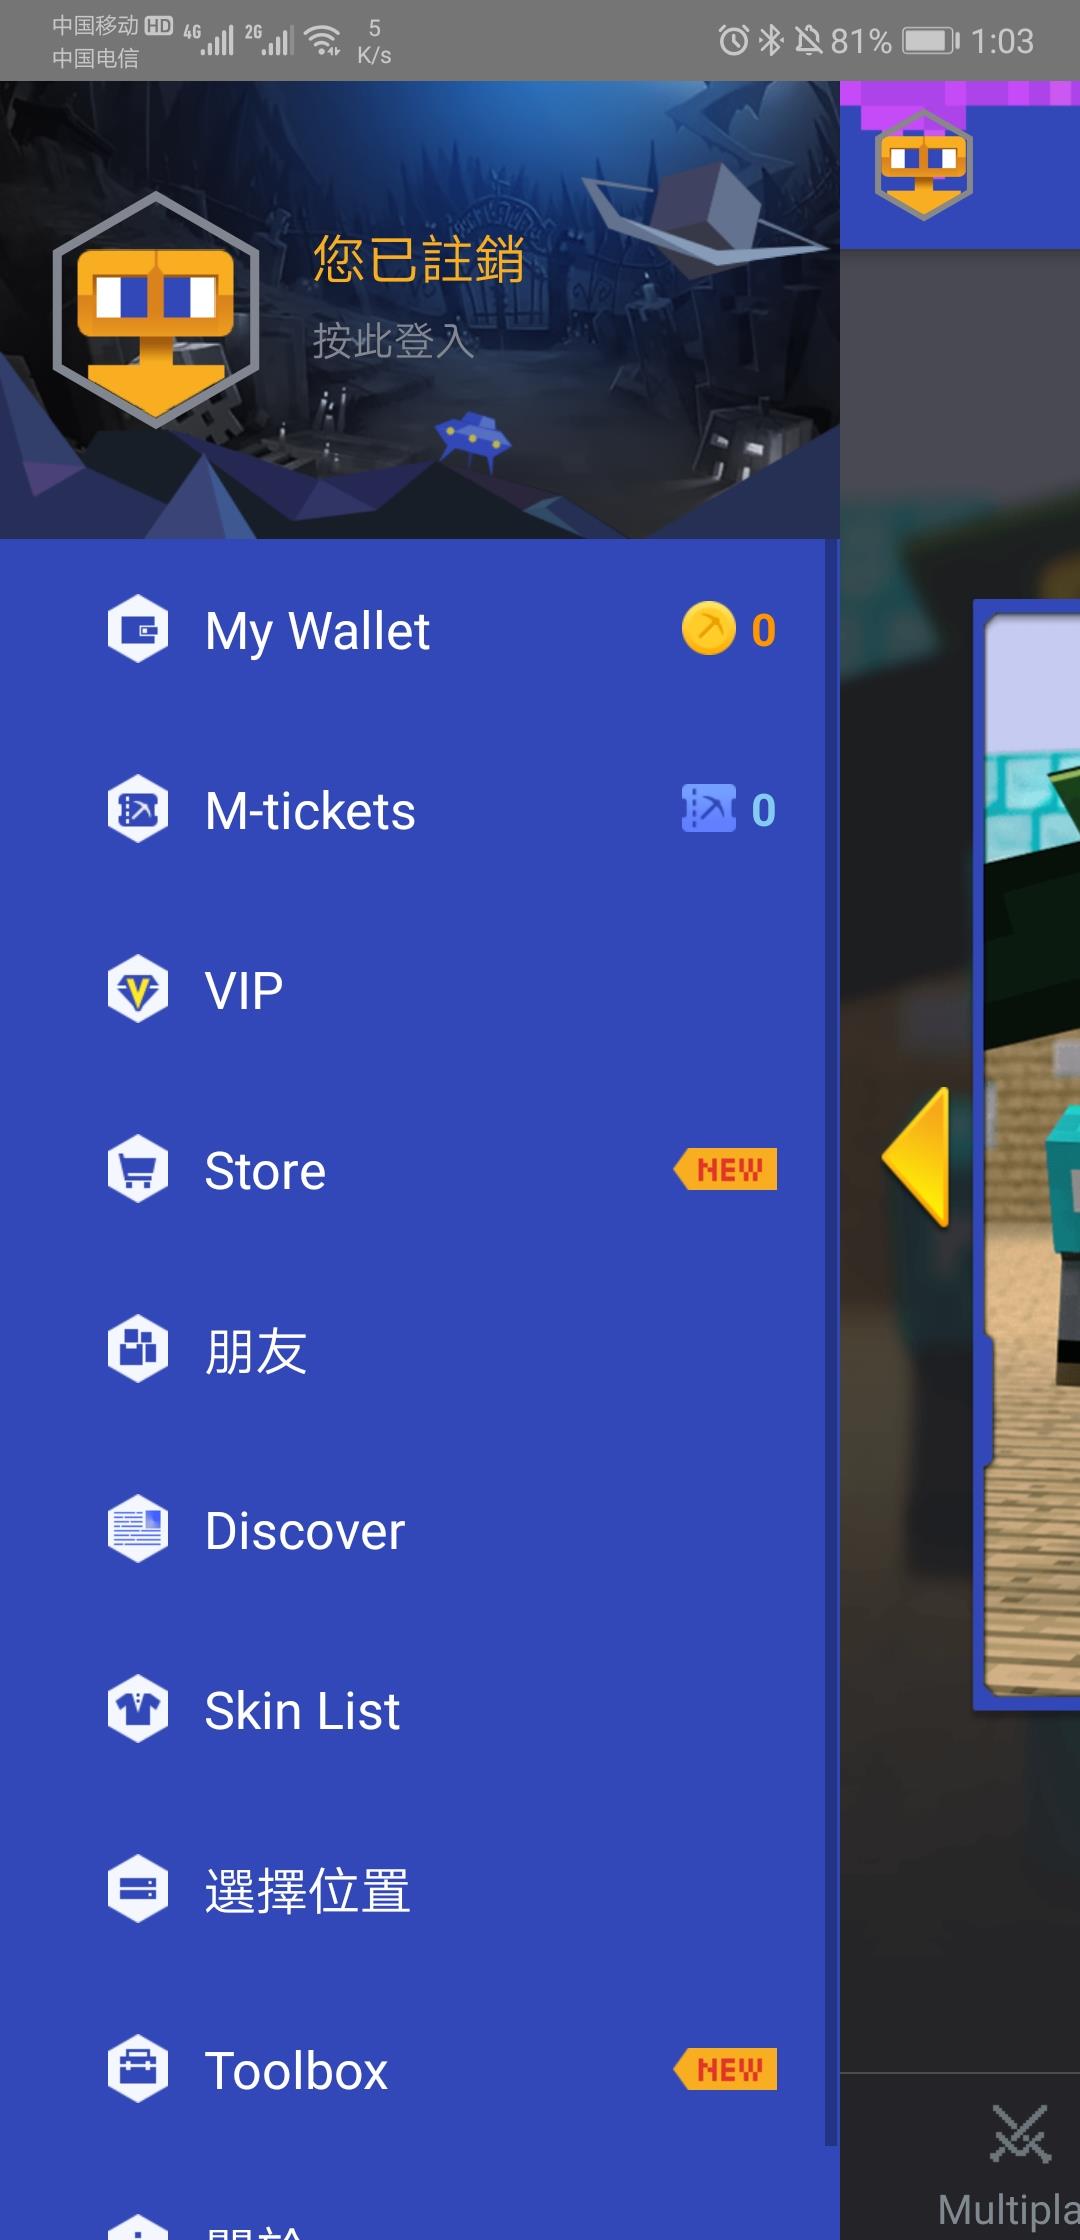 中国移动 HD 4G 2G 5 K/s 81% 1:03
中国电信
您已註銷
按此登入
My Wallet 0
M-tickets 0
VIP
Store NEW
朋友
Discover
Skin List
選擇位置
Toolbox NEW
Multipla